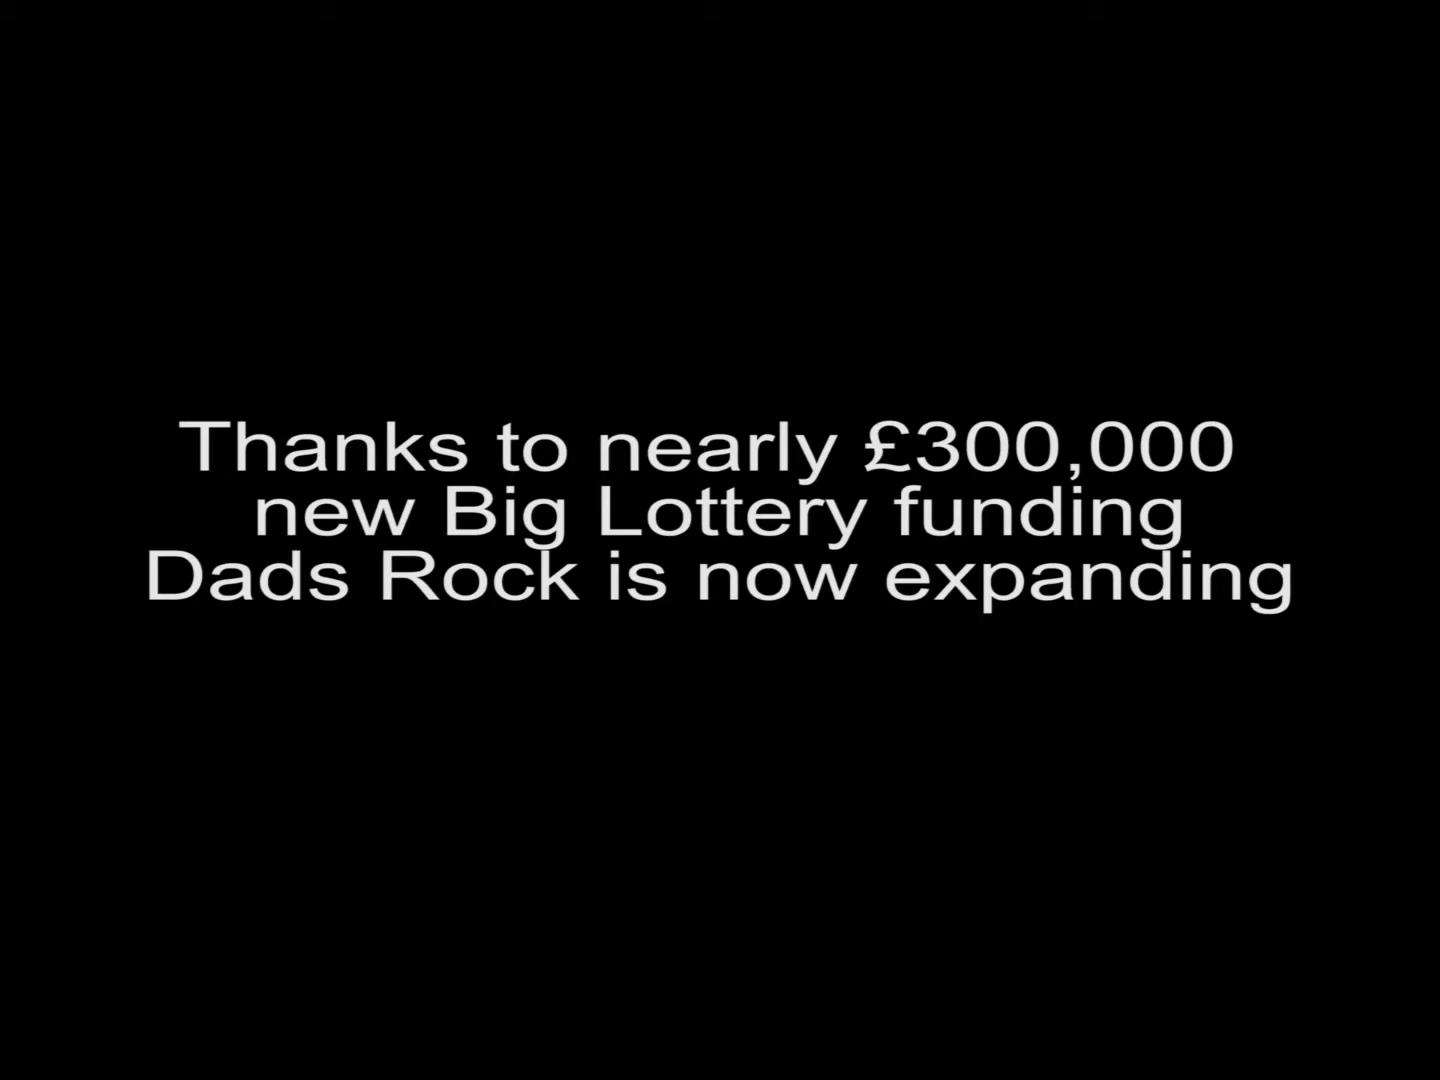 Thanks to nearly £300,000
new Big Lottery funding
Dads Rock is now expanding